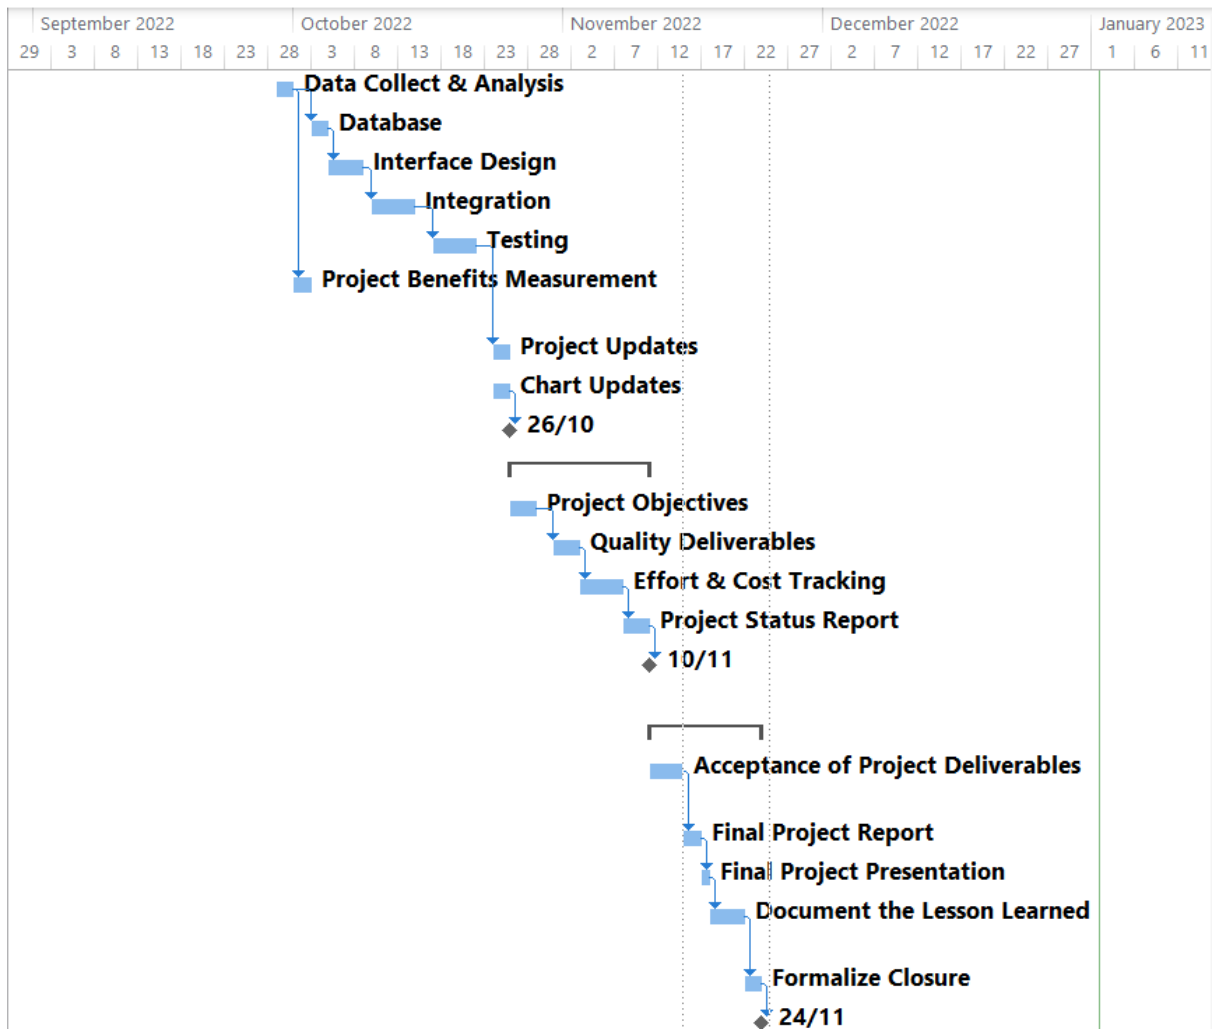 September 2022 October 2022 November 2022 December 2022 January 2023
29 3 8 13 18 23 28 3 8 13 18 23 28 2 7 12 17 22 27 2 7 12 17 22 27 1 6 11
Data Collect & Analysis
Database
Interface Design
Integration
Testing
Project Benefits Measurement
Project Updates
Chart Updates
26/10
Project Objectives
Quality Deliverables
Effort & Cost Tracking
Project Status Report
10/11
Acceptance of Project Deliverables
Final Project Report
Final Project Presentation
Document the Lesson Learned
Formalize Closure
24/11